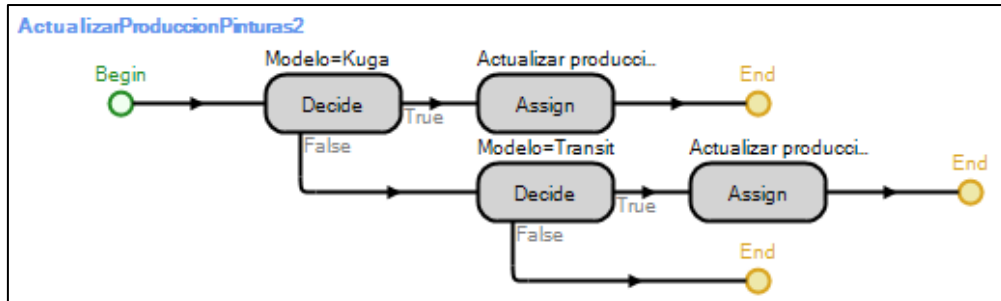 ActualizarProduccionPinturas2
Modelo=Kuga
Actualizar producci...
Begin
End
Decide
Assign
True
False
Modelo=Transit
Actualizar producci...
End
Decide
Assign
True
False
End